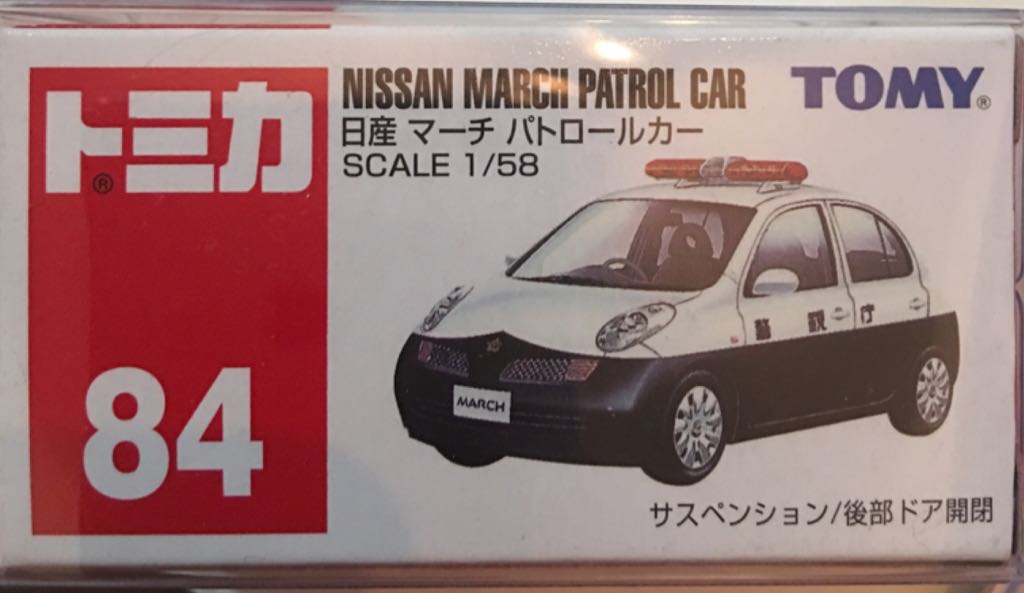 トミカ®
84
NISSAN MARCH PATROL CAR
日産 マーチ パトロールカー
SCALE 1/58
TOMY®
警視庁
MARCH
サスペンション/後部ドア開閉